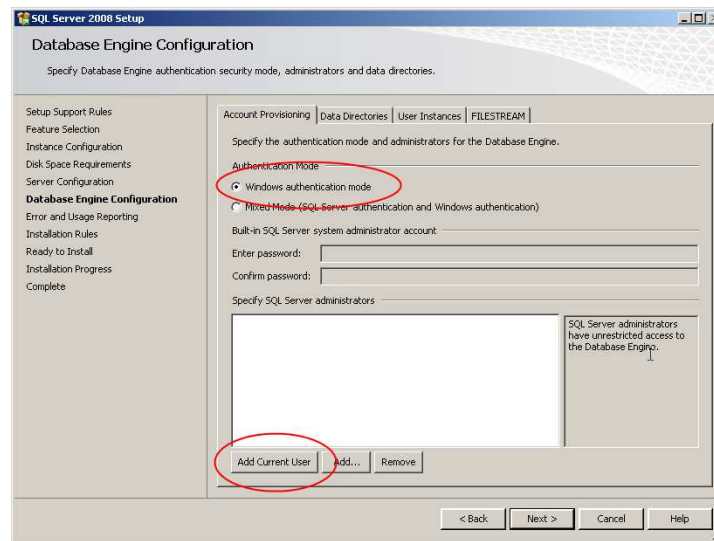 SQL Server 2008 Setup
Database Engine Configuration
Specify Database Engine authentication security mode, administrators and data directories.
Setup Support Rules
Feature Selection
Instance Configuration
Disk Space Requirements
Server Configuration
Database Engine Configuration
Error and Usage Reporting
Installation Rules
Ready to Install
Installation Progress
Complete
Account Provisioning Data Directories User Instances FILESTREAM
Specify the authentication mode and administrators for the Database Engine.
Authentication Mode
Windows authentication mode
Mixed Mode (SQL Server authentication and Windows authentication)
Built-in SQL Server system administrator account
Enter password:
Confirm password:
Specify SQL Server administrators
SQL Server administrators
have unrestricted access to
the Database Engine.
Add Current User Add... Remove
< Back Next > Cancel Help